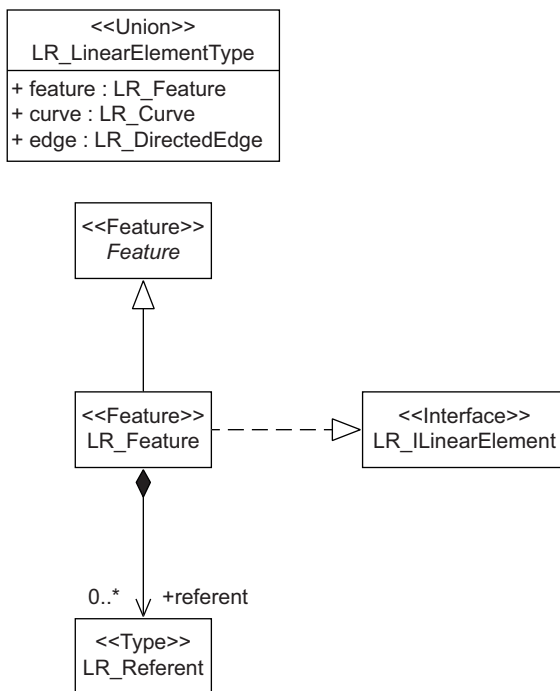 <<Union>>
LR_LinearElementType
+ feature : LR_Feature
+ curve : LR_Curve
+ edge : LR_DirectedEdge
<<Feature>>
Feature
<<Feature>>
LR_Feature
<<Interface>>
LR_ILinearElement
0..* +referent
<<Type>>
LR_Referent